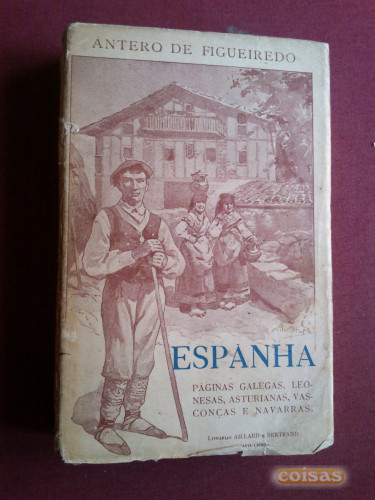 ANTERO DE FIGUEIREDO
ESPANHA
PÁGINAS GALEGAS, LEO-
NESAS, ASTURIANAS, VAS-
CONÇAS E NAVARRAS.
LIVRARIAS AILLAUD E BERTRAND
coisas